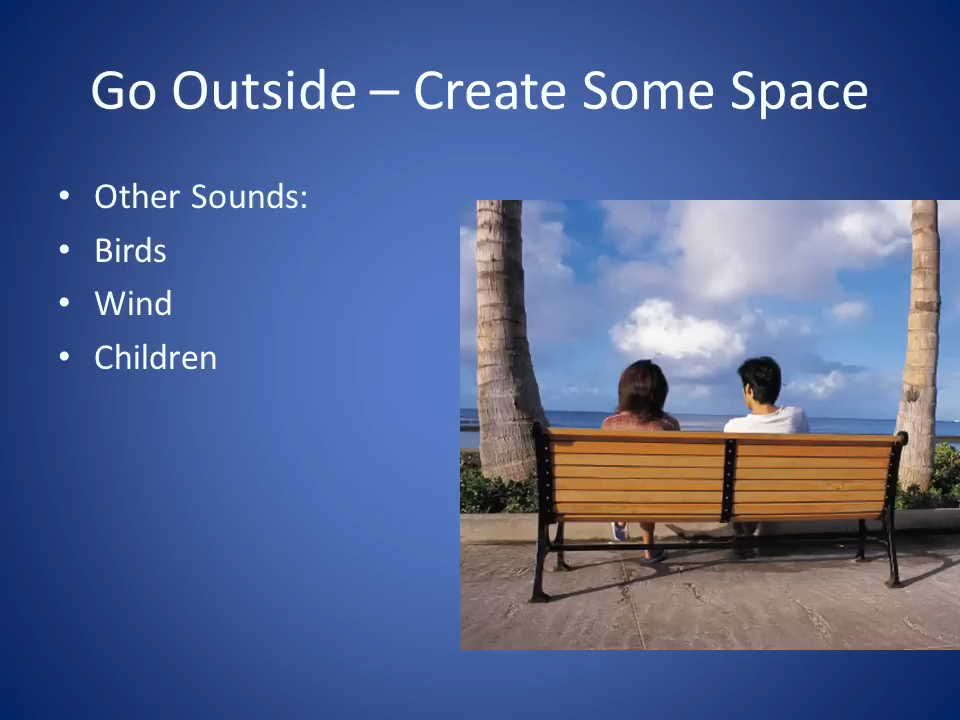 Go Outside – Create Some Space
• Other Sounds:
• Birds
• Wind
• Children